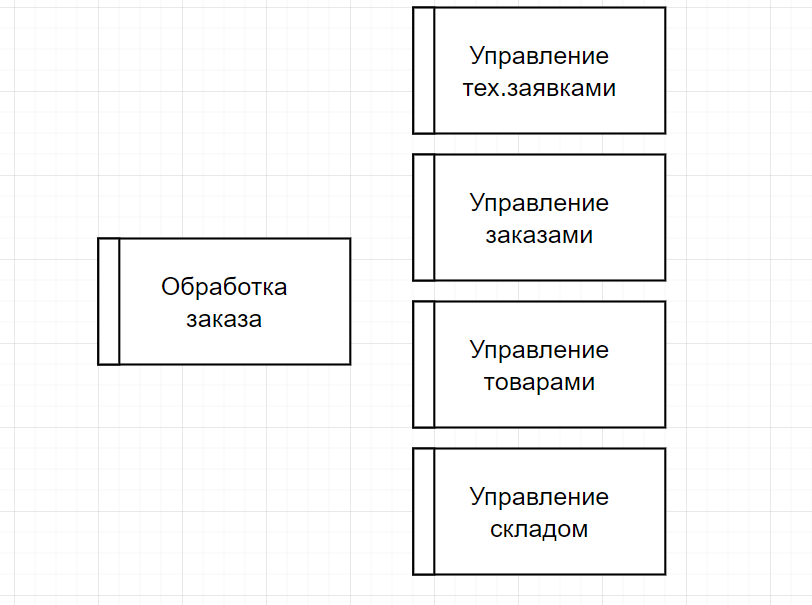 Управление
тех.заявками
Управление
заказами
Обработка
заказа
Управление
товарами
Управление
складом